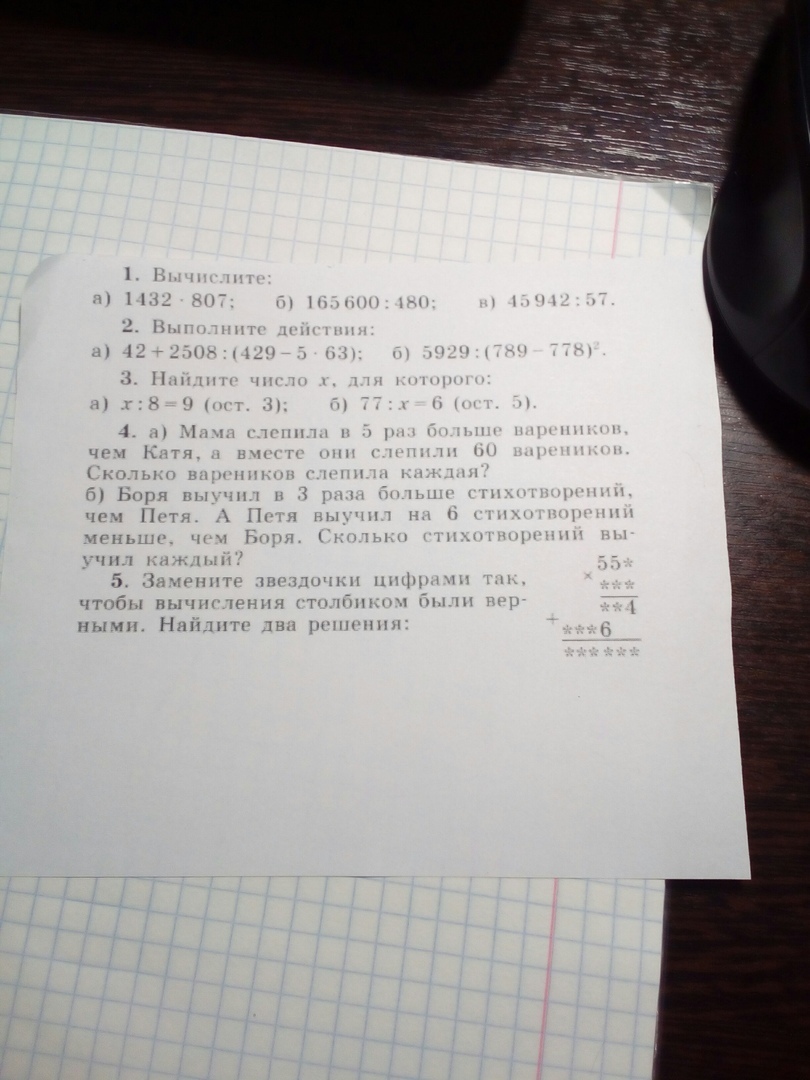 1. Вычислите:
а) 1432 · 807; б) 165 600 : 480; в) 45 942 : 57.
2. Выполните действия:
а) 42 + 2508 : (429 − 5 · 63); б) 5929 : (789 − 778)².
3. Найдите число x, для которого:
а) x : 8 = 9 (ост. 3); б) 77 : x = 6 (ост. 5).
4. а) Мама слепила в 5 раз больше вареников,
чем Катя, а вместе они слепили 60 вареников.
Сколько вареников слепила каждая?
б) Боря выучил в 3 раза больше стихотворений,
чем Петя. А Петя выучил на 6 стихотворений
меньше, чем Боря. Сколько стихотворений вы-
учил каждый?
5. Замените звездочки цифрами так,
чтобы вычисления столбиком были вер-
ными. Найдите два решения:
55*
× ***
**4
+
***6
******